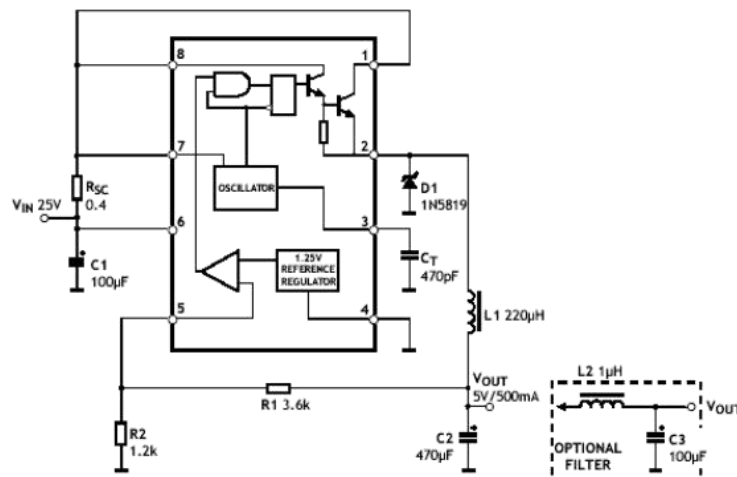 8
1
7
2
OSCILLATOR
D1
1N5819
RSC
0.4
VIN 25V
6
3
C1
100µF
CT
470pF
1.25V
REFERENCE
REGULATOR
5
4
L1 220µH
VOUT
5V/500mA
R1 3.6k
R2
1.2k
C2
470µF
L2 1µH
VOUT
OPTIONAL
FILTER
C3
100µF